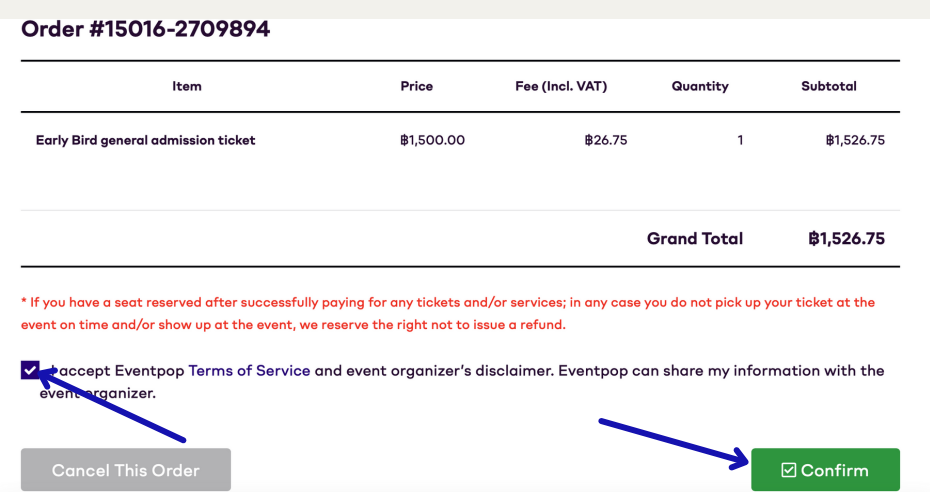 Order #15016-2709894
Item Price Fee (Incl. VAT) Quantity Subtotal
Early Bird general admission ticket ฿1,500.00 ฿26.75 1 ฿1,526.75
Grand Total ฿1,526.75
* If you have a seat reserved after successfully paying for any tickets and/or services; in any case you do not pick up your ticket at the
event on time and/or show up at the event, we reserve the right not to issue a refund.
I accept Eventpop Terms of Service and event organizer's disclaimer. Eventpop can share my information with the
event organizer.
Cancel This Order Confirm